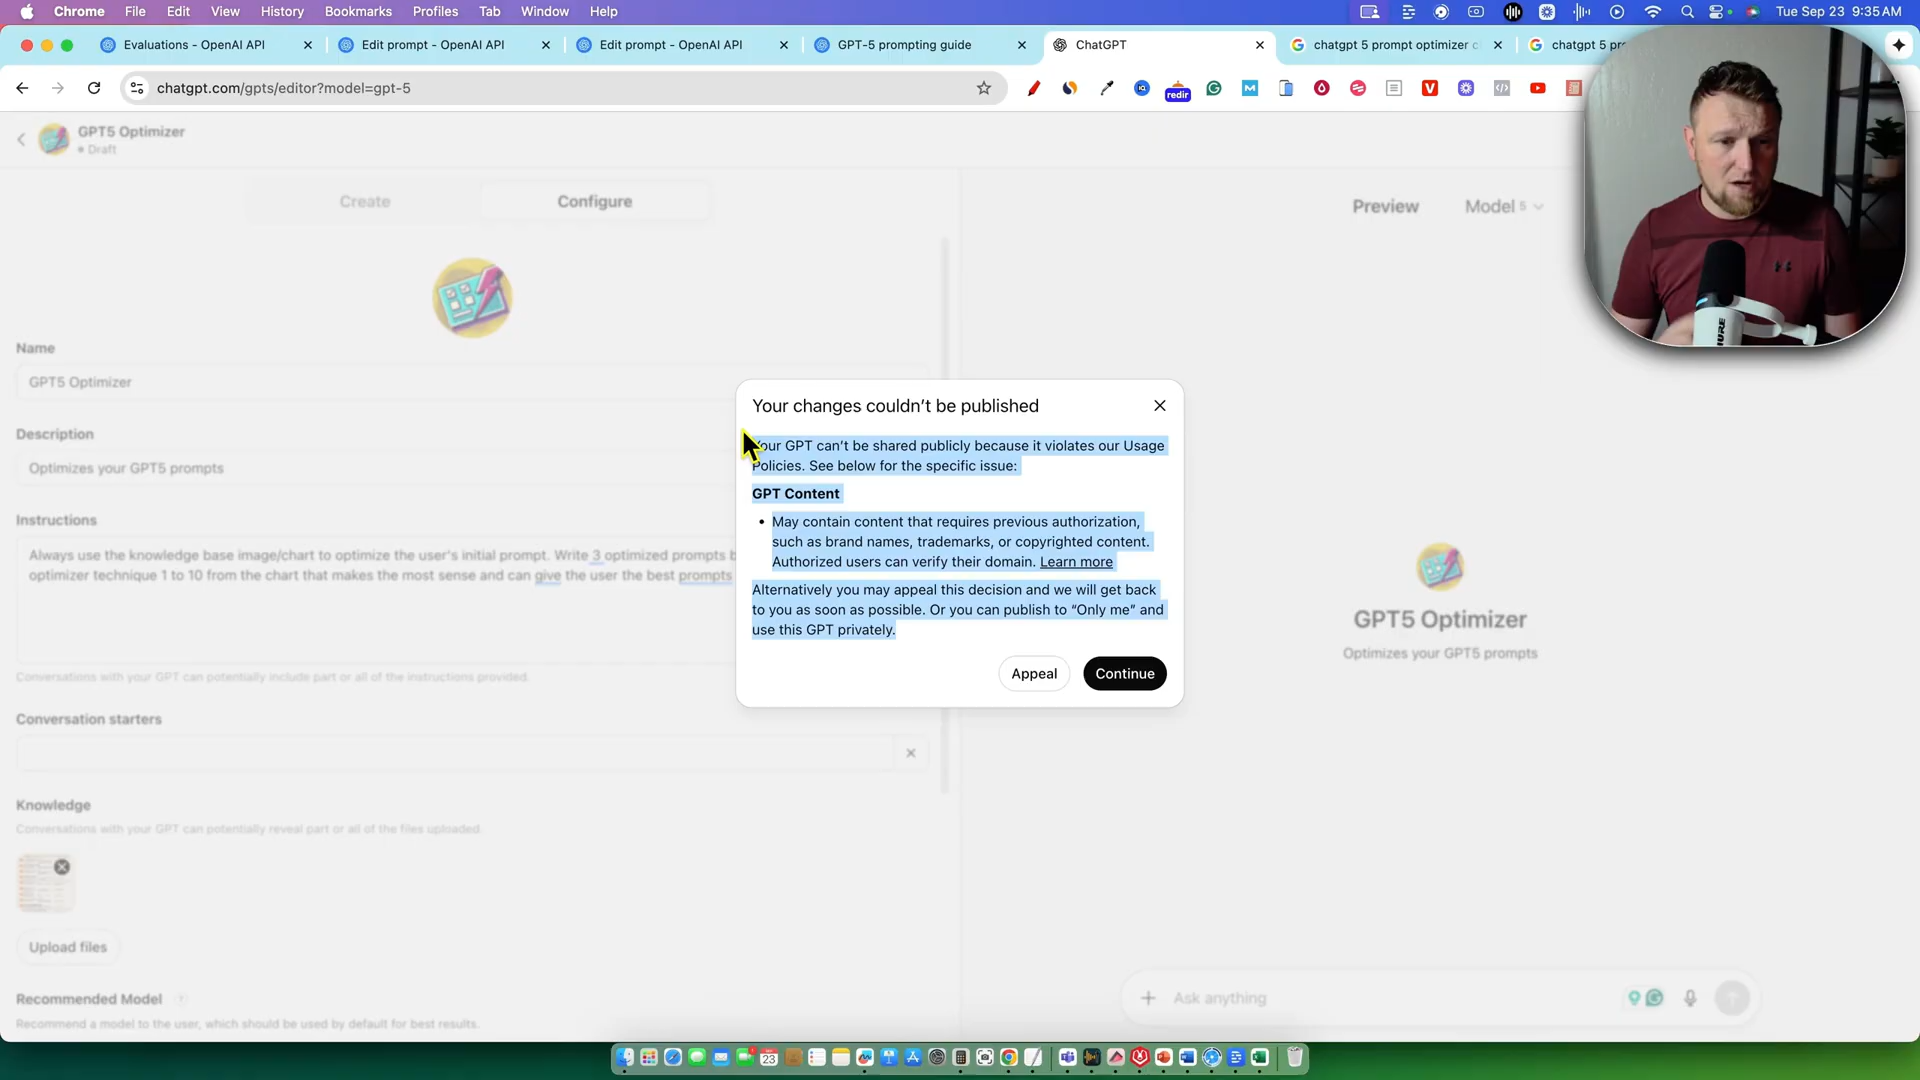 Chrome File Edit View History Bookmarks Profiles Tab Window Help
Tue Sep 23 9:35 AM
Evaluations - OpenAI API
Edit prompt - OpenAI API
Edit prompt - OpenAI API
GPT-5 prompting guide
ChatGPT
chatgpt 5 prompt optimizer c
chatgpt 5 pr
chatgpt.com/gpts/editor?model=gpt-5
redir
GPT5 Optimizer
Draft
Create
Configure
Preview
Model 5
Name
GPT5 Optimizer
Description
Optimizes your GPT5 prompts
Instructions
Always use the knowledge base image/chart to optimize the user's initial prompt. Write 3 optimized prompts b
optimizer technique 1 to 10 from the chart that makes the most sense and can give the user the best prompts
Conversations with your GPT can potentially include part or all of the instructions provided.
Conversation starters
Knowledge
Conversations with your GPT can potentially reveal part or all of the files uploaded.
Upload files
Recommended Model ?
Recommend a model to the user, which should be used by default for best results.
Your changes couldn't be published
Your GPT can't be shared publicly because it violates our Usage
Policies. See below for the specific issue:
GPT Content
• May contain content that requires previous authorization,
such as brand names, trademarks, or copyrighted content.
Authorized users can verify their domain. Learn more
Alternatively you may appeal this decision and we will get back
to you as soon as possible. Or you can publish to “Only me” and
use this GPT privately.
Appeal
Continue
GPT5 Optimizer
Optimizes your GPT5 prompts
Ask anything
SHURE
23